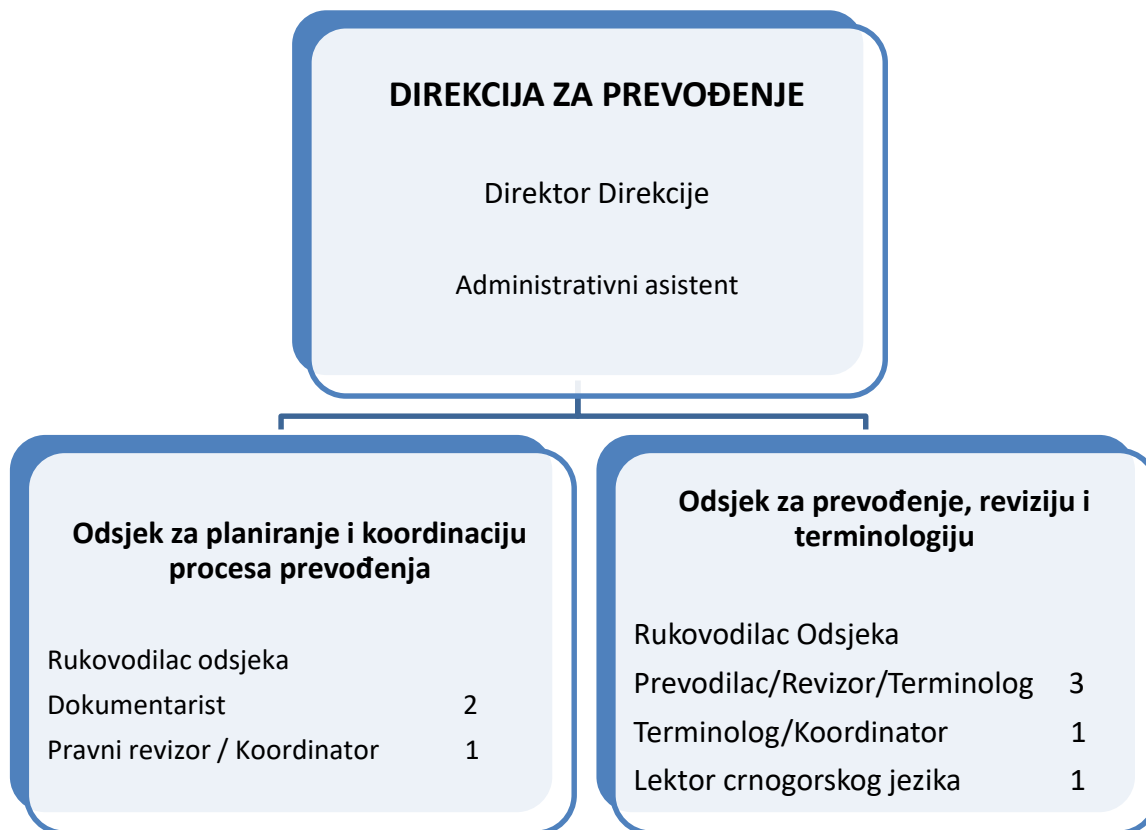 DIREKCIJA ZA PREVOĐENJE
Direktor Direkcije
Administrativni asistent
Odsjek za planiranje i koordinaciju
procesa prevođenja
Rukovodilac odsjeka
Dokumentarist 2
Pravni revizor / Koordinator 1
Odsjek za prevođenje, reviziju i
terminologiju
Rukovodilac Odsjeka
Prevodilac/Revizor/Terminolog 3
Terminolog/Koordinator 1
Lektor crnogorskog jezika 1